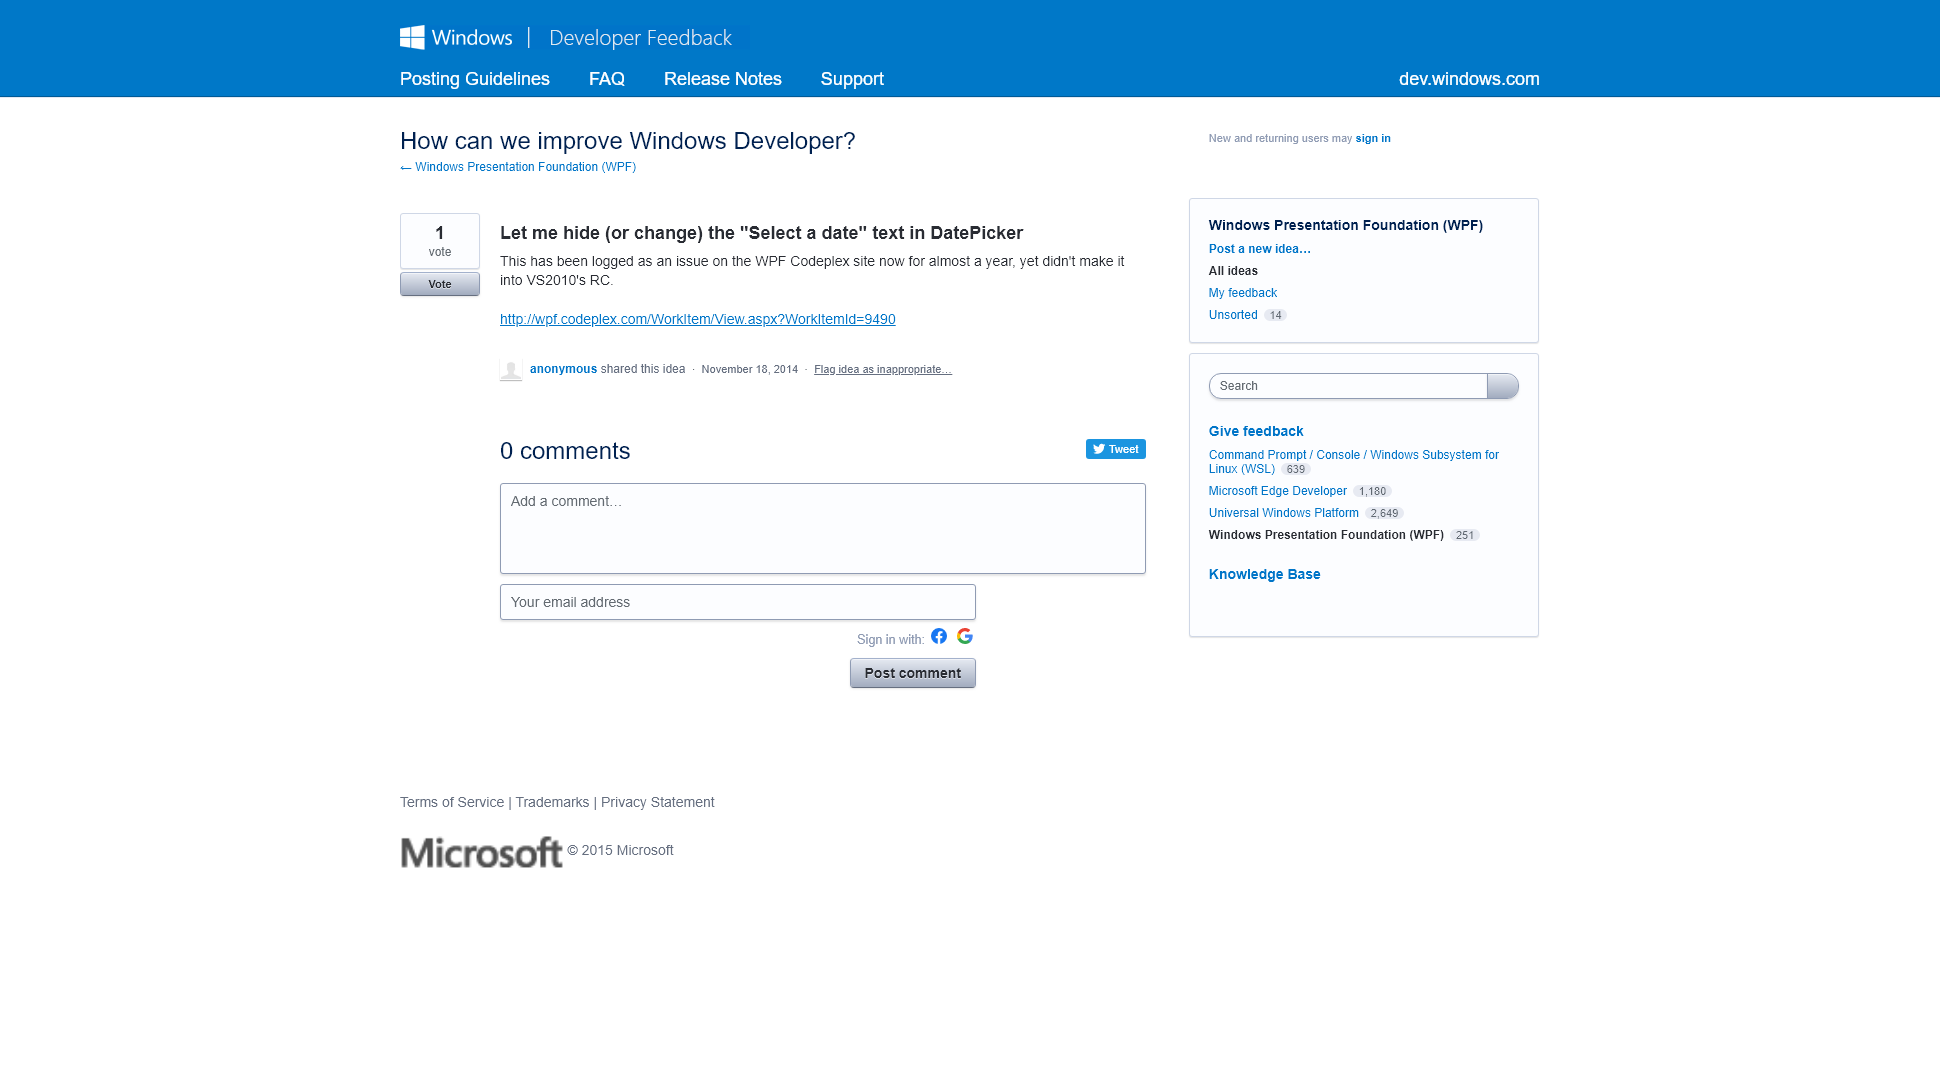 Windows | Developer Feedback
Posting Guidelines FAQ Release Notes Support dev.windows.com
How can we improve Windows Developer?
← Windows Presentation Foundation (WPF)
New and returning users may sign in
1
vote
Vote
Let me hide (or change) the "Select a date" text in DatePicker
This has been logged as an issue on the WPF Codeplex site now for almost a year, yet didn't make it
into VS2010's RC.
http://wpf.codeplex.com/WorkItem/View.aspx?WorkItemId=9490
anonymous shared this idea · November 18, 2014 · Flag idea as inappropriate…
0 comments
Tweet
Add a comment…
Your email address
Sign in with:
Post comment
Windows Presentation Foundation (WPF)
Post a new idea…
All ideas
My feedback
Unsorted 14
Search
Give feedback
Command Prompt / Console / Windows Subsystem for
Linux (WSL) 639
Microsoft Edge Developer 1,180
Universal Windows Platform 2,649
Windows Presentation Foundation (WPF) 251
Knowledge Base
Terms of Service | Trademarks | Privacy Statement
Microsoft © 2015 Microsoft